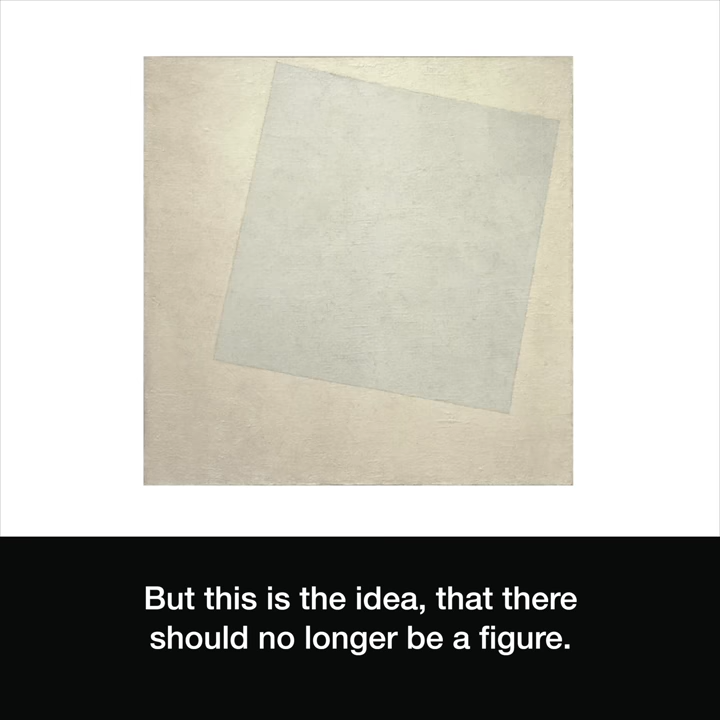 But this is the idea, that there
should no longer be a figure.